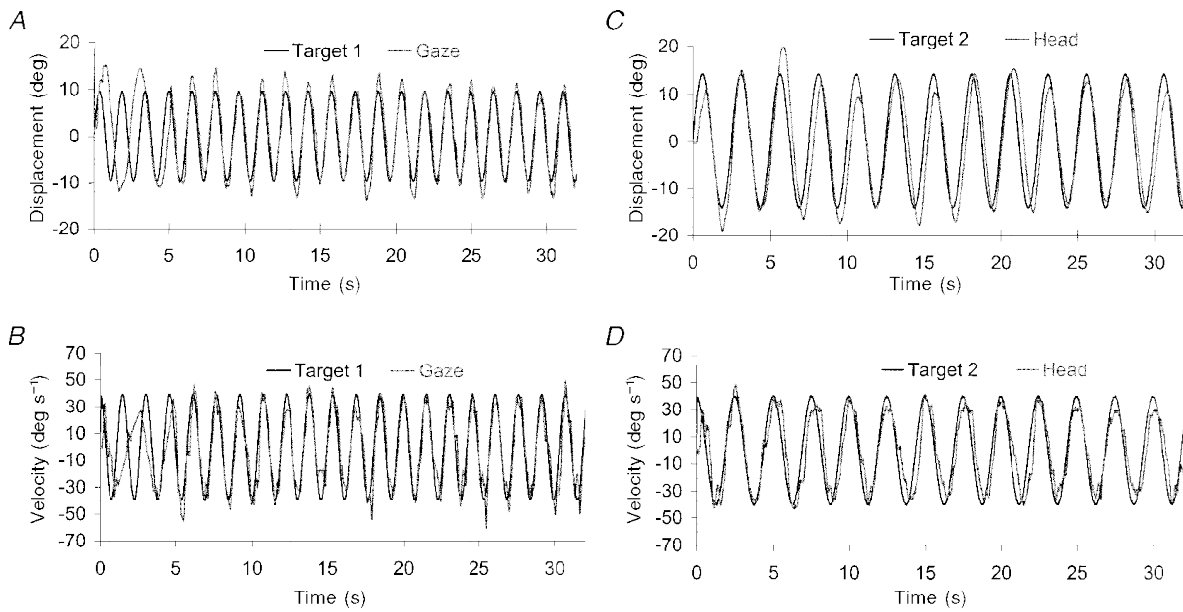 A
Target 1 Gaze
Displacement (deg)
20
10
0
-10
-20
0 5 10 15 20 25 30
Time (s)
C
Target 2 Head
Displacement (deg)
20
10
0
-10
-20
0 5 10 15 20 25 30
Time (s)
B
Target 1 Gaze
Velocity (deg s⁻¹)
70
50
30
10
-10
-30
-50
-70
0 5 10 15 20 25 30
Time (s)
D
Target 2 Head
Velocity (deg s⁻¹)
70
50
30
10
-10
-30
-50
-70
0 5 10 15 20 25 30
Time (s)